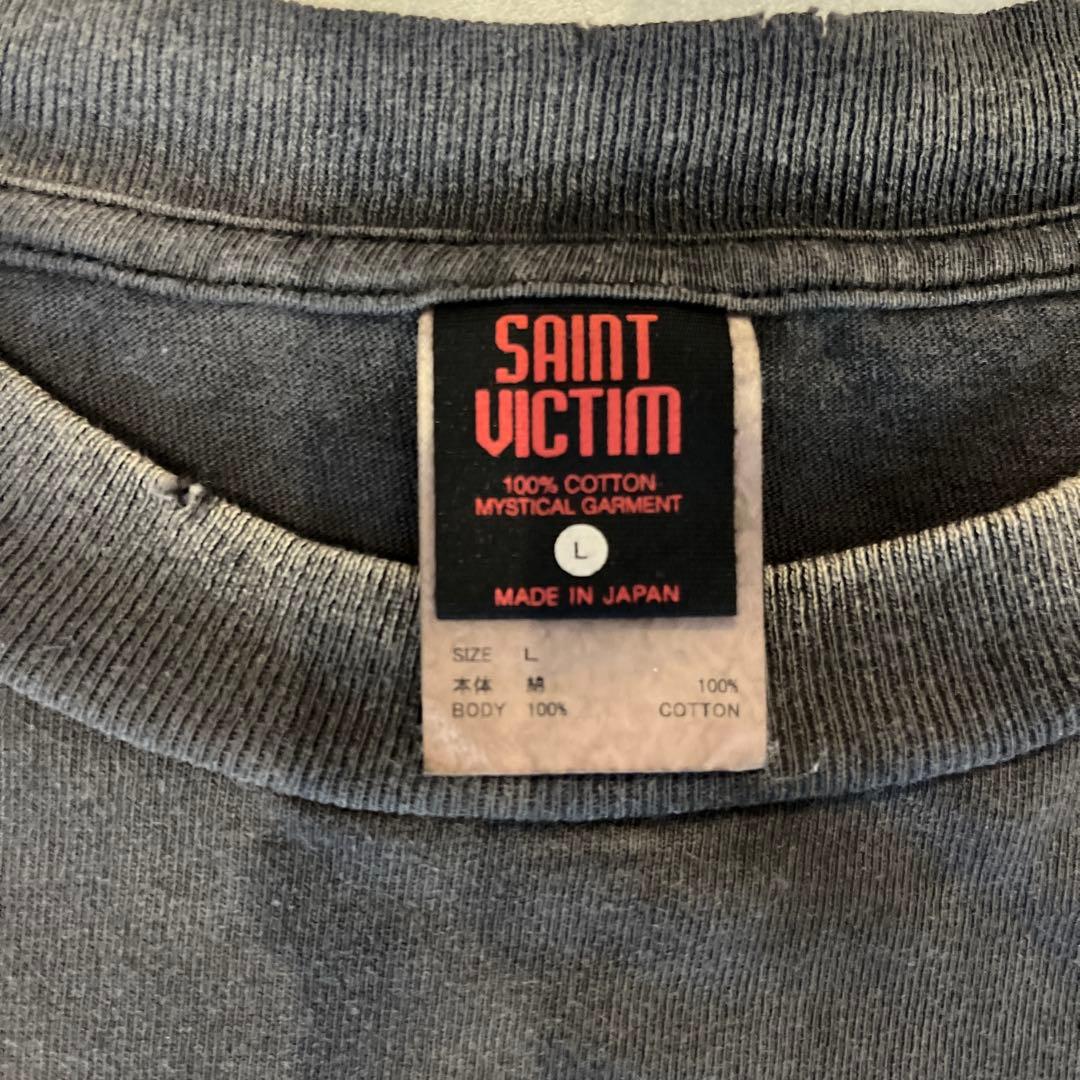 SAINT
VICTIM
100% COTTON
MYSTICAL GARMENT
L
MADE IN JAPAN
SIZE L
本体 綿 100%
BODY 100% COTTON